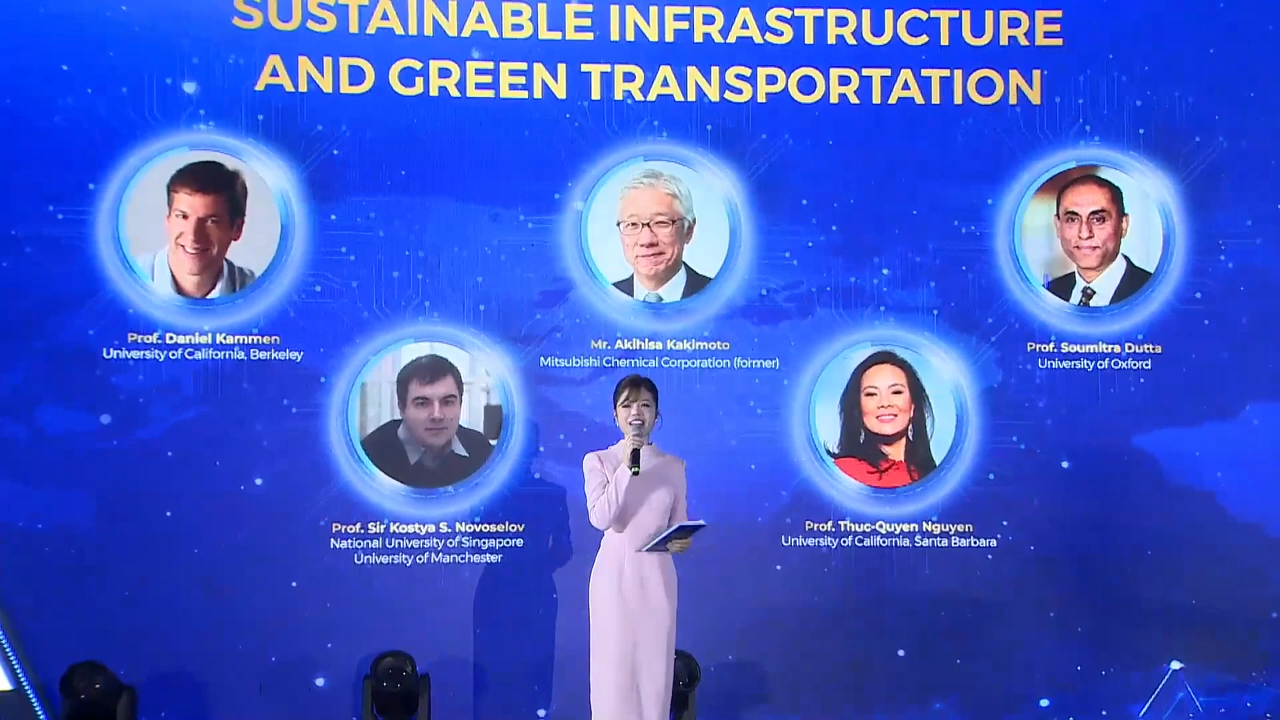 SUSTAINABLE INFRASTRUCTURE
AND GREEN TRANSPORTATION
Prof. Daniel Kammen
University of California, Berkeley
Mr. Akihisa Kakimoto
Mitsubishi Chemical Corporation (former)
Prof. Soumitra Dutta
University of Oxford
Prof. Sir Kostya S. Novoselov
National University of Singapore
University of Manchester
Prof. Thuc-Quyen Nguyen
University of California, Santa Barbara